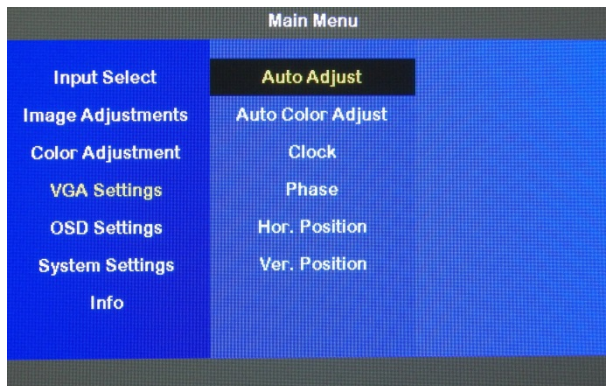 Main Menu
Input Select
Image Adjustments
Color Adjustment
VGA Settings
OSD Settings
System Settings
Info
Auto Adjust
Auto Color Adjust
Clock
Phase
Hor. Position
Ver. Position